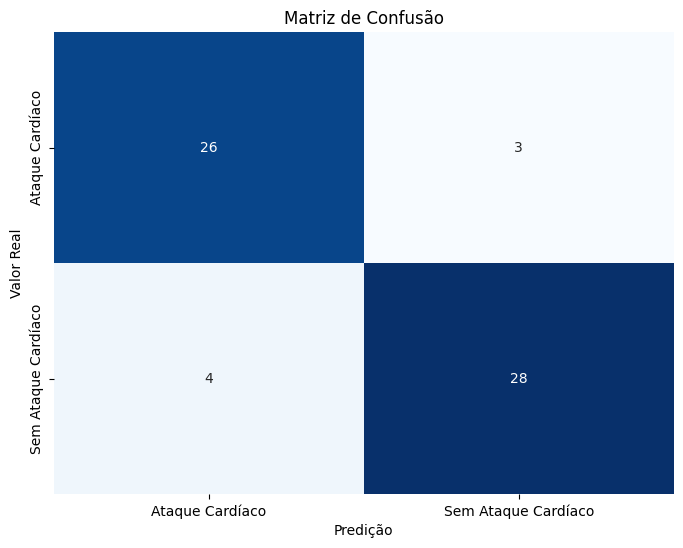 Matriz de Confusão
Valor Real
Ataque Cardíaco
26
3
Sem Ataque Cardíaco
4
28
Ataque Cardíaco
Sem Ataque Cardíaco
Predição